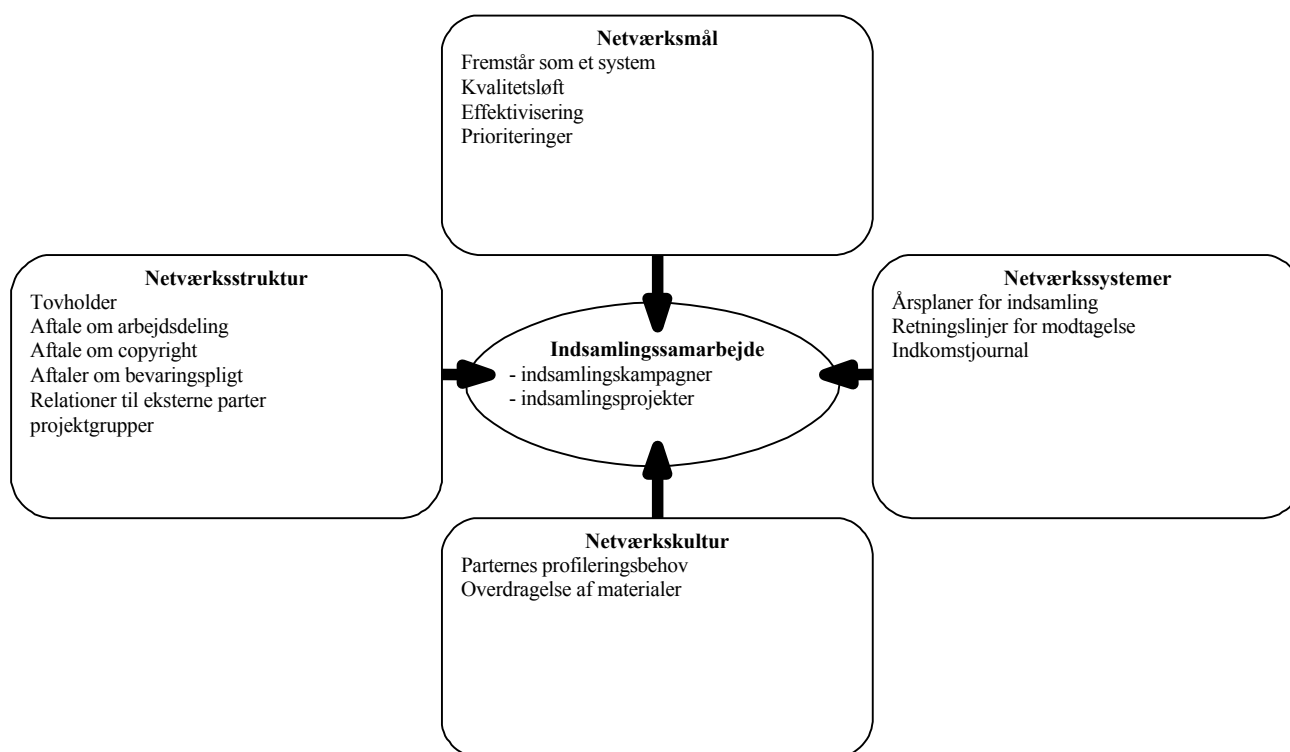 Netværksmål
Fremstår som et system
Kvalitetsløft
Effektivisering
Prioriteringer
Netværksstruktur
Tovholder
Aftale om arbejdsdeling
Aftale om copyright
Aftaler om bevaringspligt
Relationer til eksterne parter
projektgrupper
Indsamlingssamarbejde
- indsamlingskampagner
- indsamlingsprojekter
Netværkssystemer
Årsplaner for indsamling
Retningslinjer for modtagelse
Indkomstjournal
Netværkskultur
Parternes profileringsbehov
Overdragelse af materialer